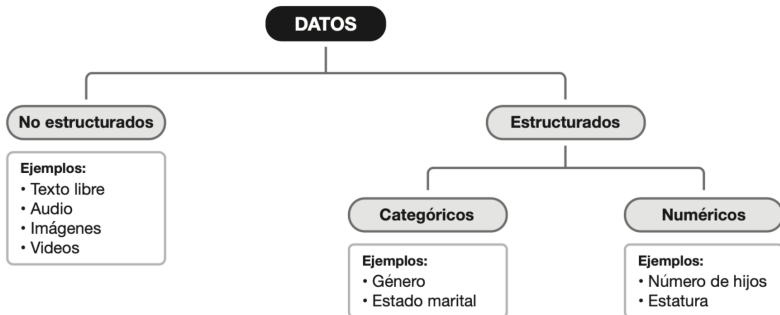 DATOS
No estructurados
Estructurados
Ejemplos:
• Texto libre
• Audio
• Imágenes
• Videos
Categóricos
Numéricos
Ejemplos:
• Género
• Estado marital
Ejemplos:
• Número de hijos
• Estatura